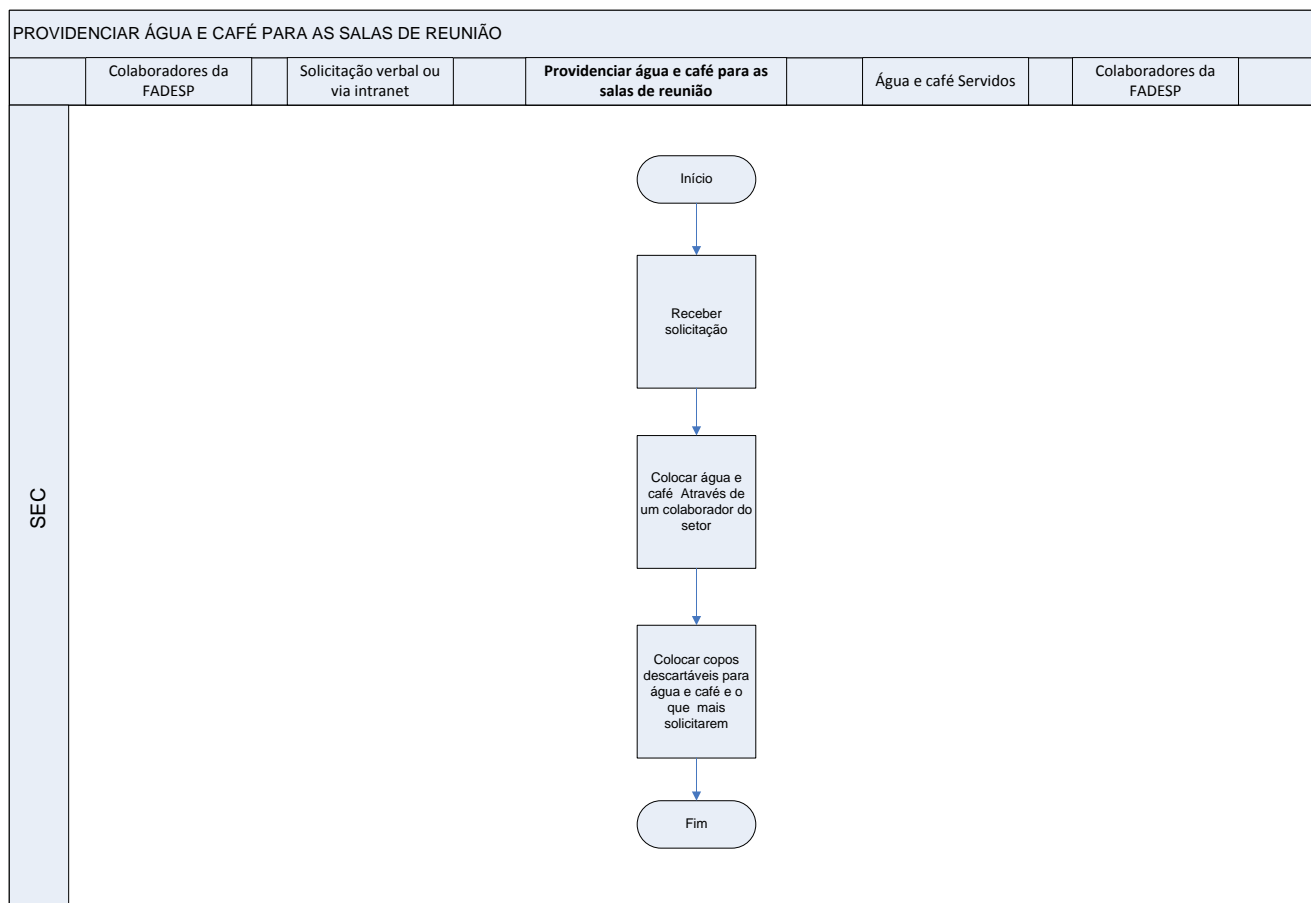 PROVIDENCIAR ÁGUA E CAFÉ PARA AS SALAS DE REUNIÃO
Colaboradores da
FADESP
Solicitação verbal ou
via intranet
Providenciar água e café para as
salas de reunião
Água e café Servidos
Colaboradores da
FADESP
SEC
Início
Receber
solicitação
Colocar água e
café Através de
um colaborador do
setor
Colocar copos
descartáveis para
água e café e o
que mais
solicitarem
Fim